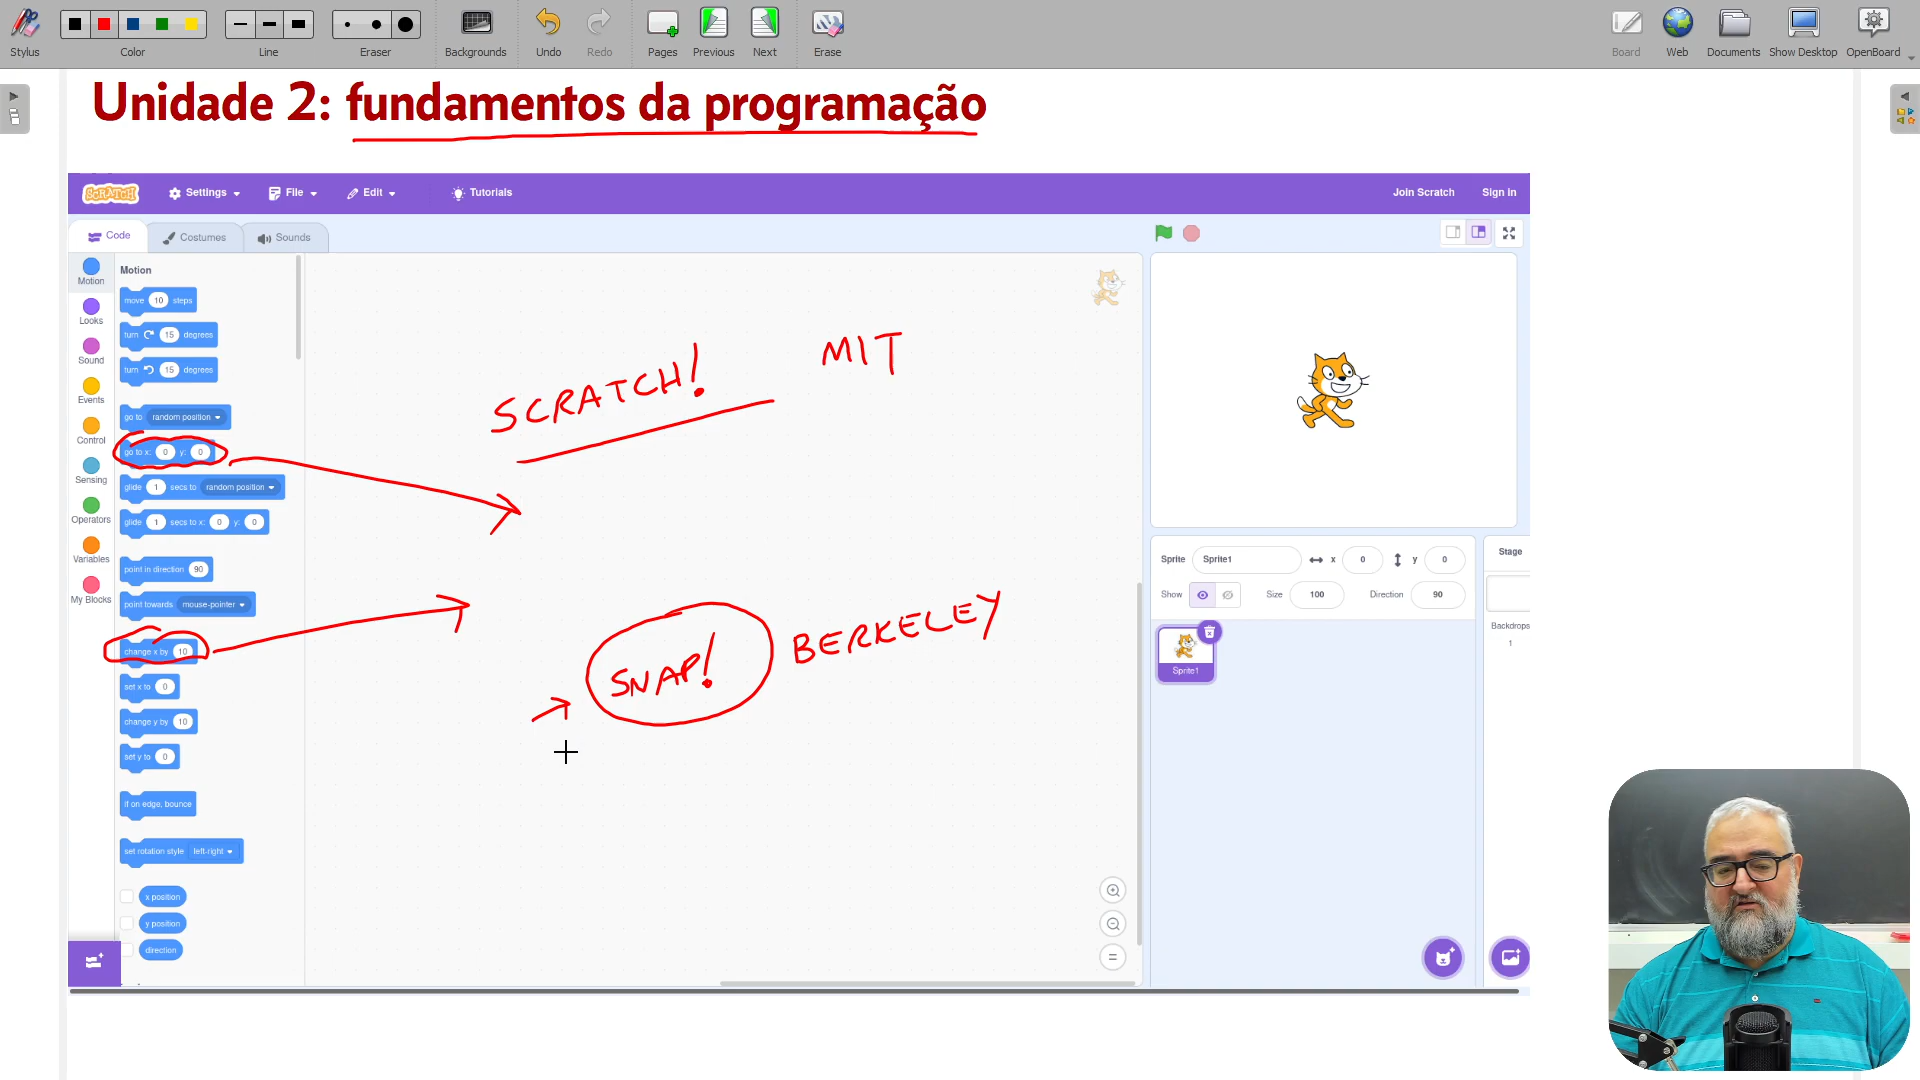 Stylus
Color
Line
Eraser
Backgrounds
Undo
Redo
Pages
Previous
Next
Erase
Board
Web
Documents
Show Desktop
OpenBoard
Unidade 2: fundamentos da programação
SCRATCH
Settings
File
Edit
Tutorials
Join Scratch
Sign In
Code
Costumes
Sounds
Motion
Looks
Sound
Events
Control
Sensing
Operators
Variables
My Blocks
Motion
move 10 steps
turn 15 degrees
turn 15 degrees
go to random position
go to x: 0 y: 0
glide 1 secs to random position
glide 1 secs to x: 0 y: 0
point in direction 90
point towards mouse-pointer
change x by 10
set x to 0
change y by 10
set y to 0
if on edge, bounce
set rotation style left-right
x position
y position
direction
SCRATCH!
MIT
SNAP!
BERKELEY
Sprite Sprite1 x 0 y 0
Show Size 100 Direction 90
Sprite1
Stage
Backdrops
1